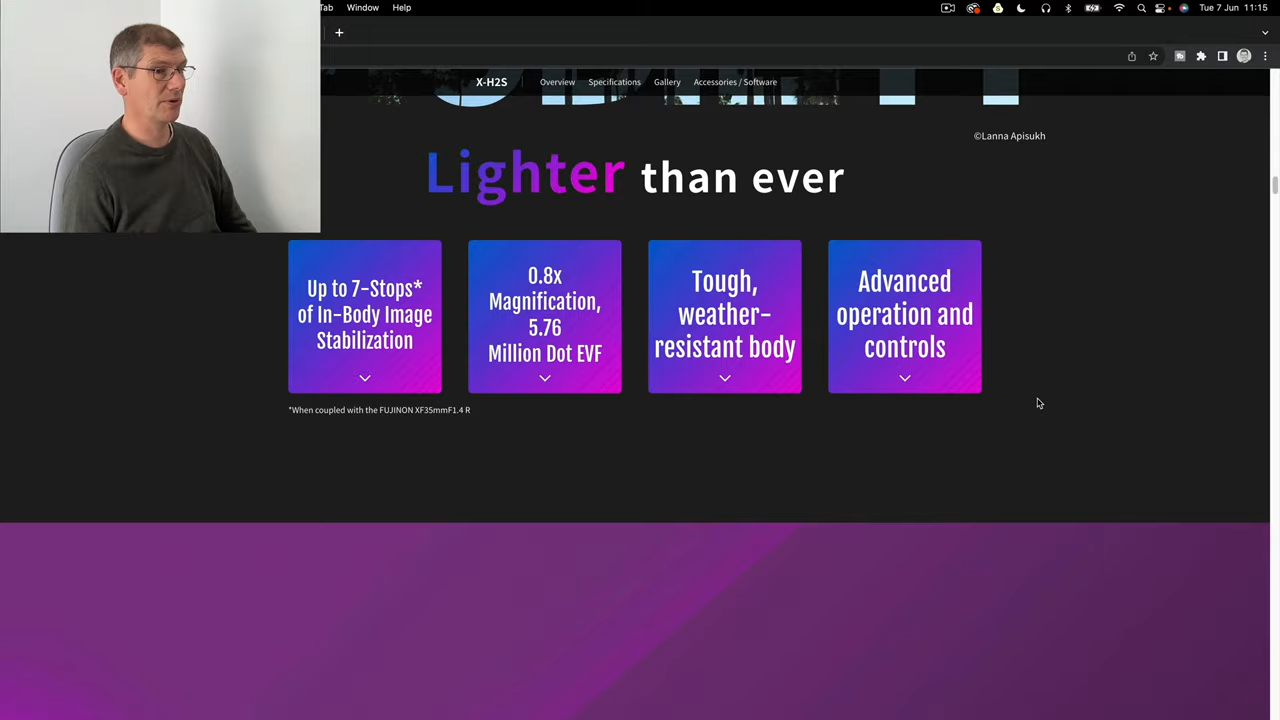 Tab Window Help
Tue 7 Jun 11:15
X-H2S Overview Specifications Gallery Accessories / Software
©Lanna Apisukh
Lighter than ever
Up to 7-Stops*
of In-Body Image
Stabilization
0.8x
Magnification,
5.76
Million Dot EVF
Tough,
weather-
resistant body
Advanced
operation and
controls
*When coupled with the FUJINON XF35mmF1.4 R